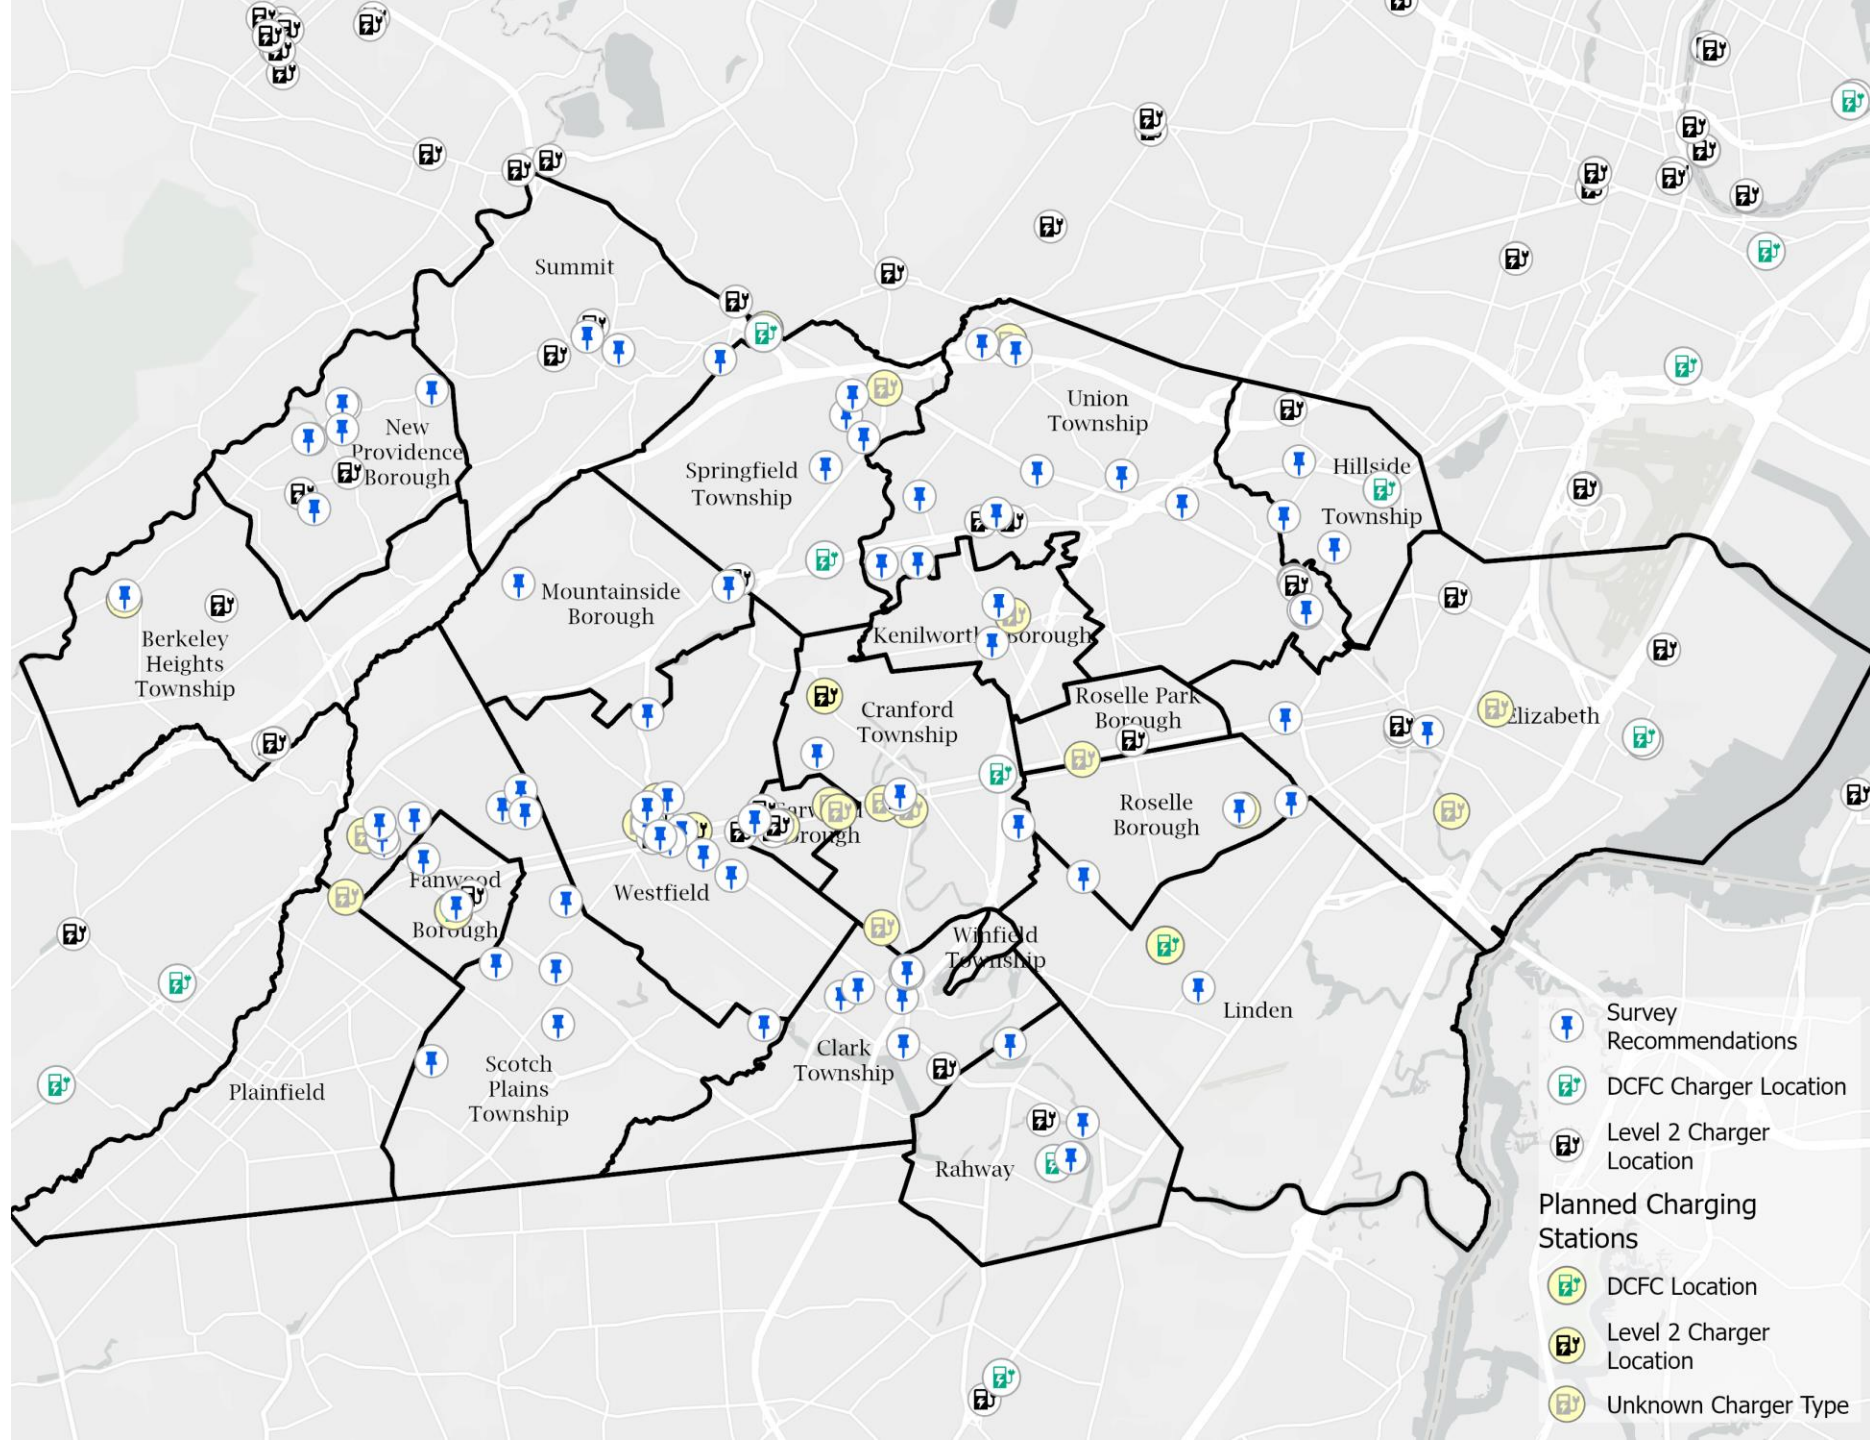 Summit
New
Providence
Borough
Union
Township
Springfield
Township
Hillside
Township
Mountainside
Borough
Berkeley
Heights
Township
Kenilworth Borough
Roselle Park
Borough
Cranford
Township
Elizabeth
Roselle
Borough
Garwood
Borough
Westfield
Fanwood
Borough
Winfield
Township
Linden
Clark
Township
Scotch
Plains
Township
Plainfield
Rahway
Survey
Recommendations
DCFC Charger Location
Level 2 Charger
Location
Planned Charging
Stations
DCFC Location
Level 2 Charger
Location
Unknown Charger Type